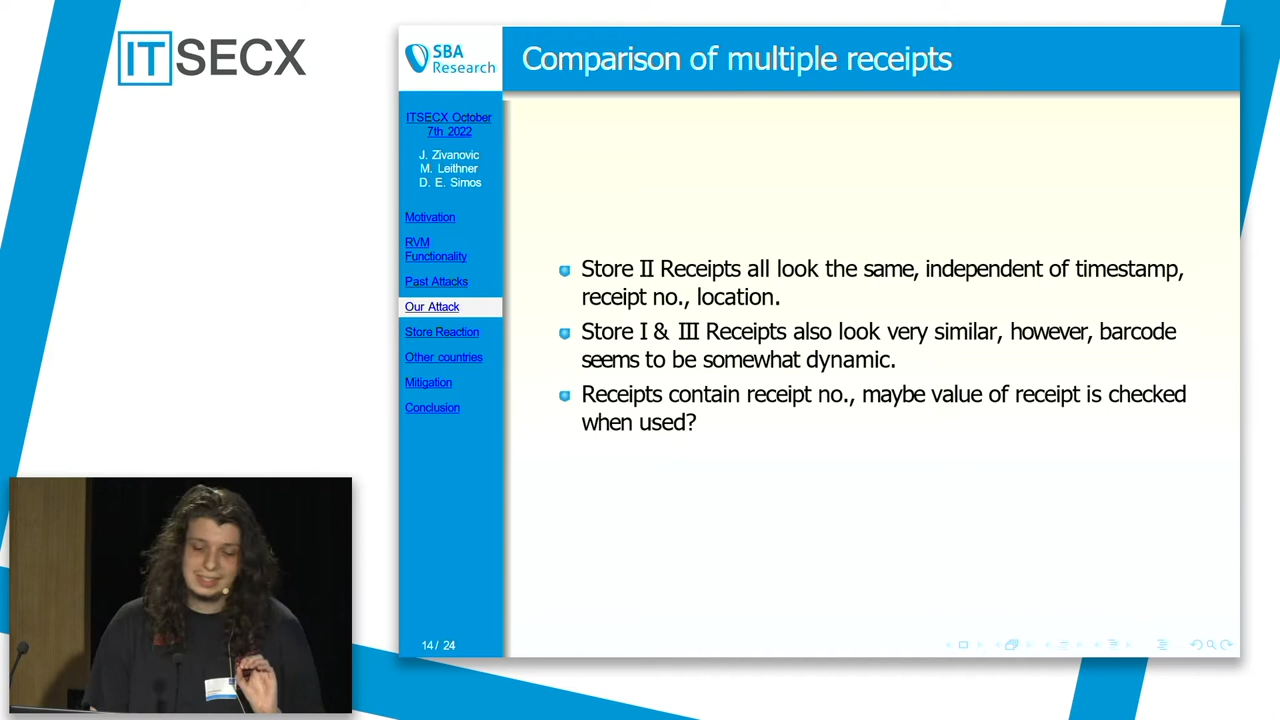 ITSECX
SBA
Research
Comparison of multiple receipts
ITSECX October
7th 2022
J. Zivanovic
M. Leithner
D. E. Simos
Motivation
RVM
Functionality
Past Attacks
Our Attack
Store Reaction
Other countries
Mitigation
Conclusion
Store II Receipts all look the same, independent of timestamp,
receipt no., location.
Store I & III Receipts also look very similar, however, barcode
seems to be somewhat dynamic.
Receipts contain receipt no., maybe value of receipt is checked
when used?
14/ 24